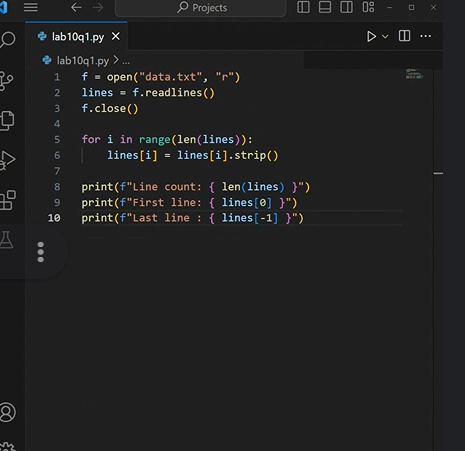 Projects
lab10q1.py
lab10q1.py > ...
1 f = open("data.txt", "r")
2 lines = f.readlines()
3 f.close()
4
5 for i in range(len(lines)):
6     lines[i] = lines[i].strip()
7
8 print(f"Line count: { len(lines) }")
9 print(f"First line: { lines[0] }")
10 print(f"Last line : { lines[-1] }")